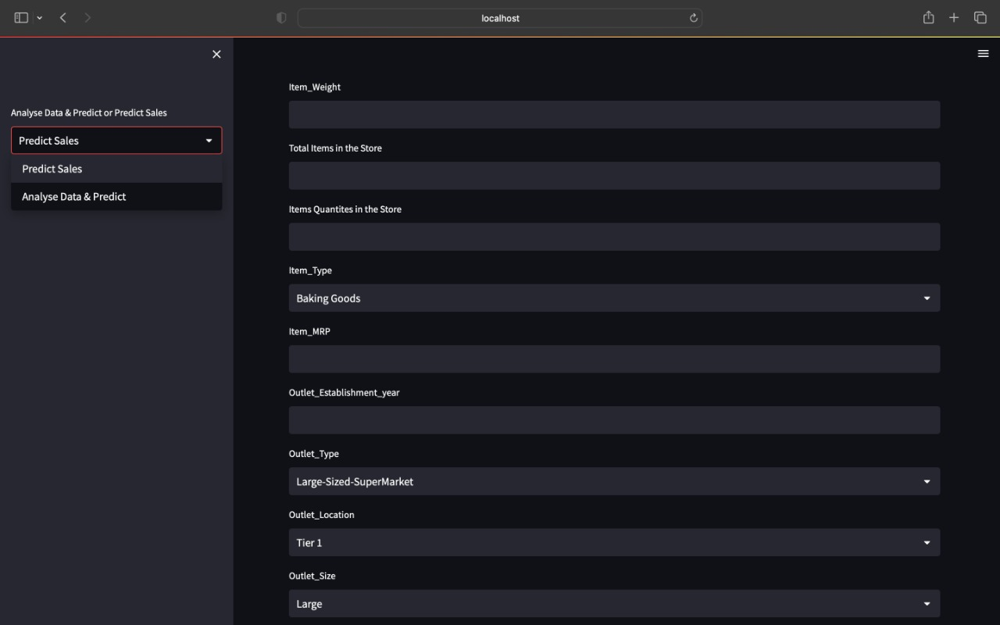 localhost
Analyse Data & Predict or Predict Sales
Predict Sales
Predict Sales
Analyse Data & Predict
Item_Weight
Total Items in the Store
Items Quantites in the Store
Item_Type
Baking Goods
Item_MRP
Outlet_Establishment_year
Outlet_Type
Large-Sized-SuperMarket
Outlet_Location
Tier 1
Outlet_Size
Large